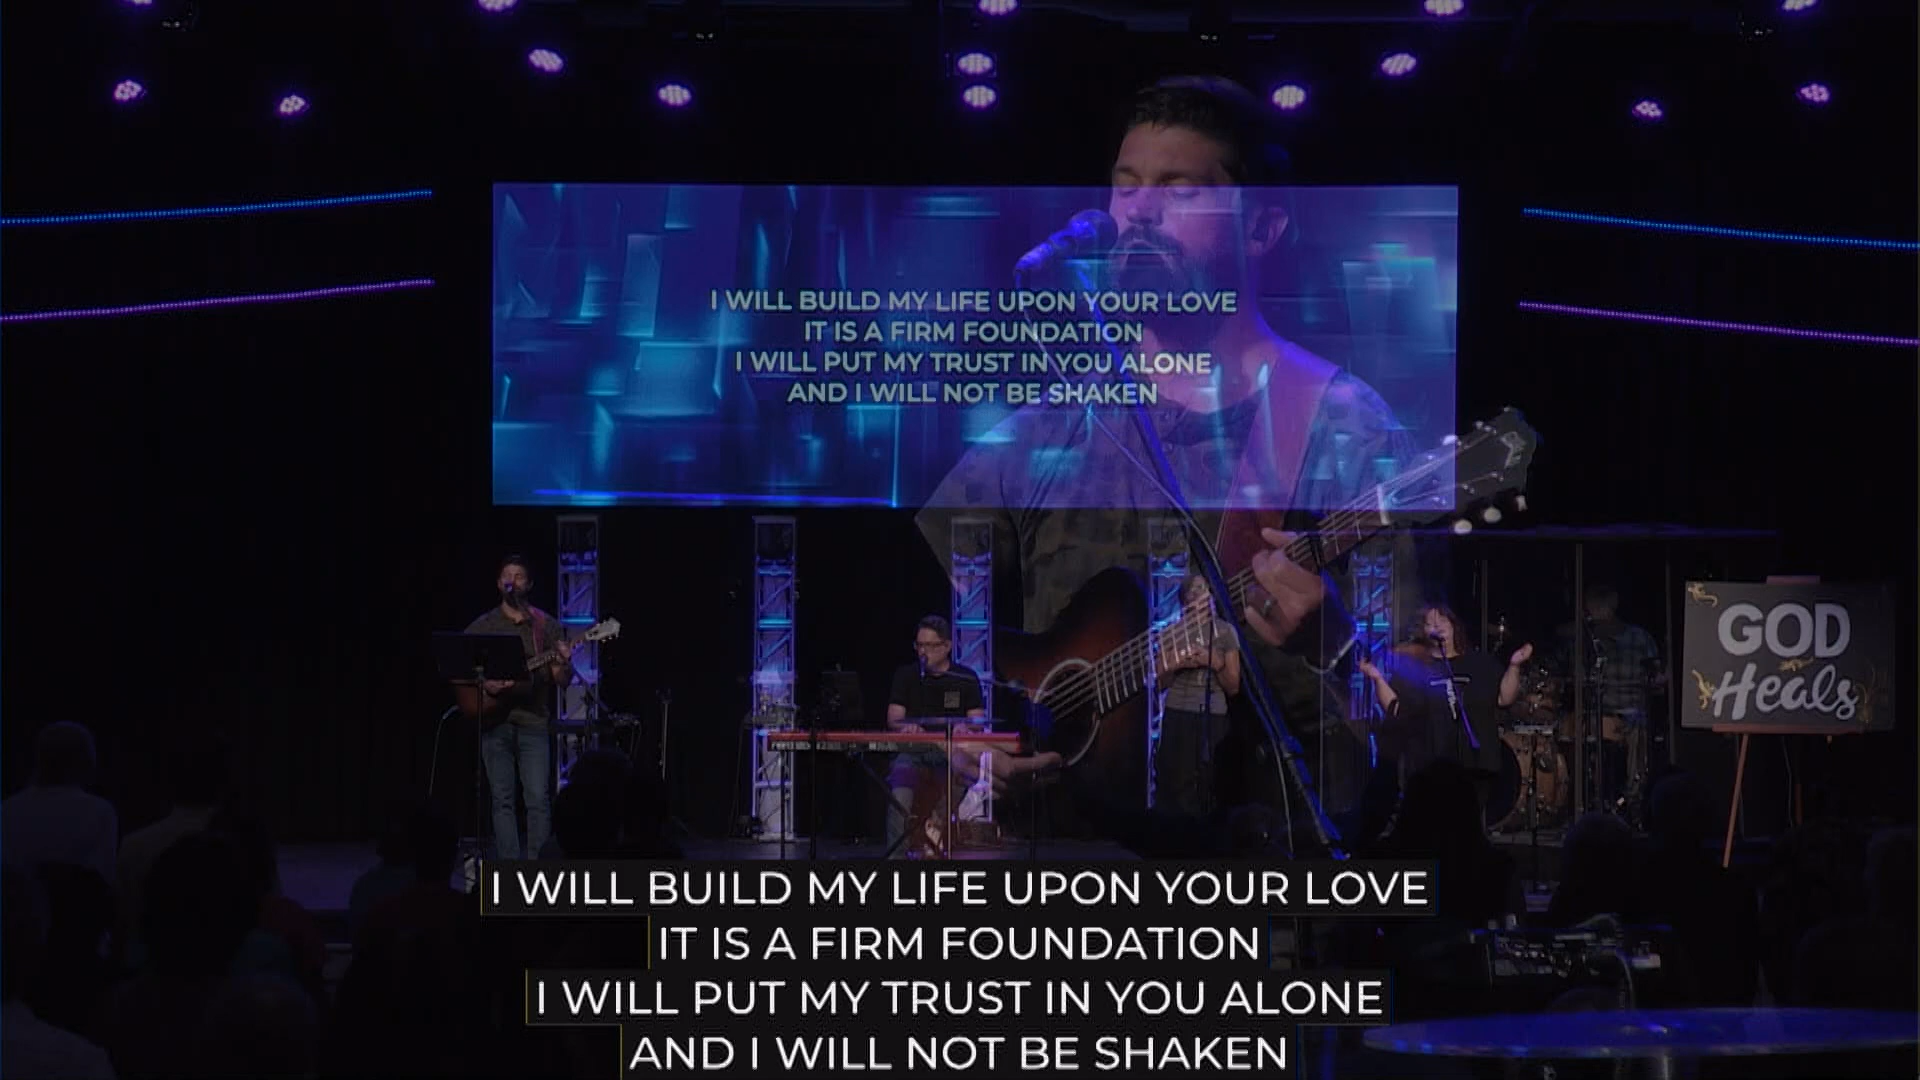 I WILL BUILD MY LIFE UPON YOUR LOVE
IT IS A FIRM FOUNDATION
I WILL PUT MY TRUST IN YOU ALONE
AND I WILL NOT BE SHAKEN
GOD
Heals
I WILL BUILD MY LIFE UPON YOUR LOVE
IT IS A FIRM FOUNDATION
I WILL PUT MY TRUST IN YOU ALONE
AND I WILL NOT BE SHAKEN